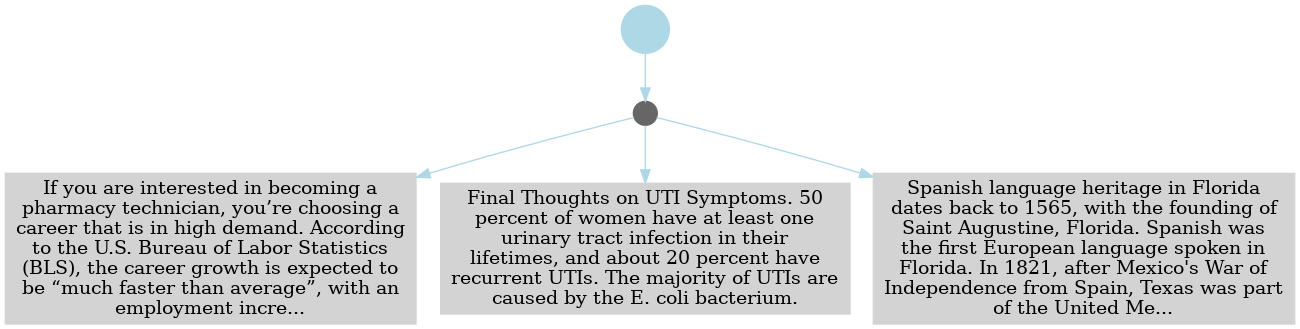 If you are interested in becoming a
pharmacy technician, you’re choosing a
career that is in high demand. According
to the U.S. Bureau of Labor Statistics
(BLS), the career growth is expected to
be “much faster than average”, with an
employment incre...
Final Thoughts on UTI Symptoms. 50
percent of women have at least one
urinary tract infection in their
lifetimes, and about 20 percent have
recurrent UTIs. The majority of UTIs are
caused by the E. coli bacterium.
Spanish language heritage in Florida
dates back to 1565, with the founding of
Saint Augustine, Florida. Spanish was
the first European language spoken in
Florida. In 1821, after Mexico's War of
Independence from Spain, Texas was part
of the United Me...